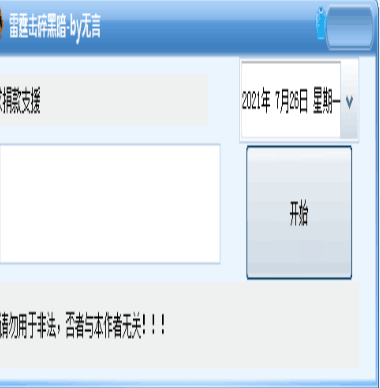 雷霆击碎黑暗-by无言
求捐款支援
2021年 7月26日 星期一
开始
请勿用于非法，否者与本作者无关！！！